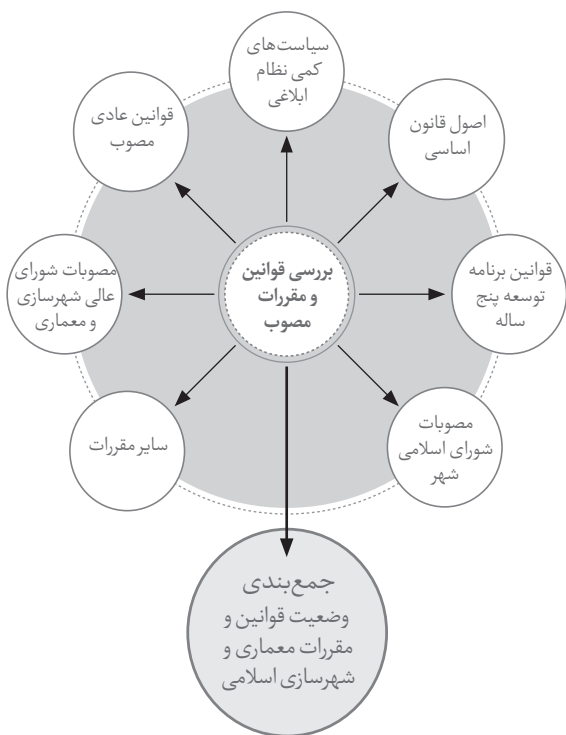 سیاست‌های
کمی نظام
ابلاغی
اصول قانون
اساسی
قوانین برنامه
توسعه پنج
ساله
مصوبات
شورای اسلامی
شهر
سایر مقررات
مصوبات شورای
عالی شهرسازی
و معماری
قوانین عادی
مصوب
بررسی قوانین
و مقررات
مصوب
جمع‌بندی
وضعیت قوانین و
مقررات معماری و
شهرسازی اسلامی